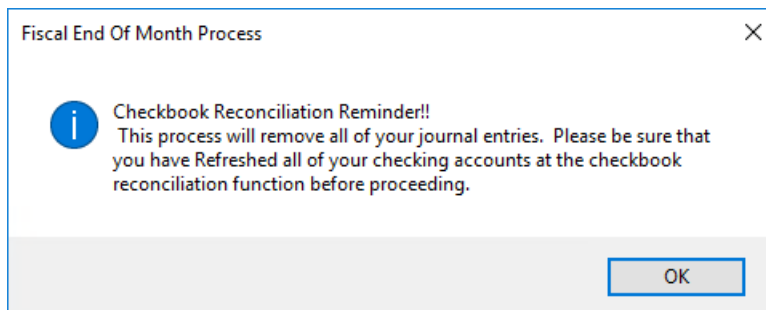 Fiscal End Of Month Process
Checkbook Reconciliation Reminder!!
This process will remove all of your journal entries.  Please be sure that
you have Refreshed all of your checking accounts at the checkbook
reconciliation function before proceeding.
OK